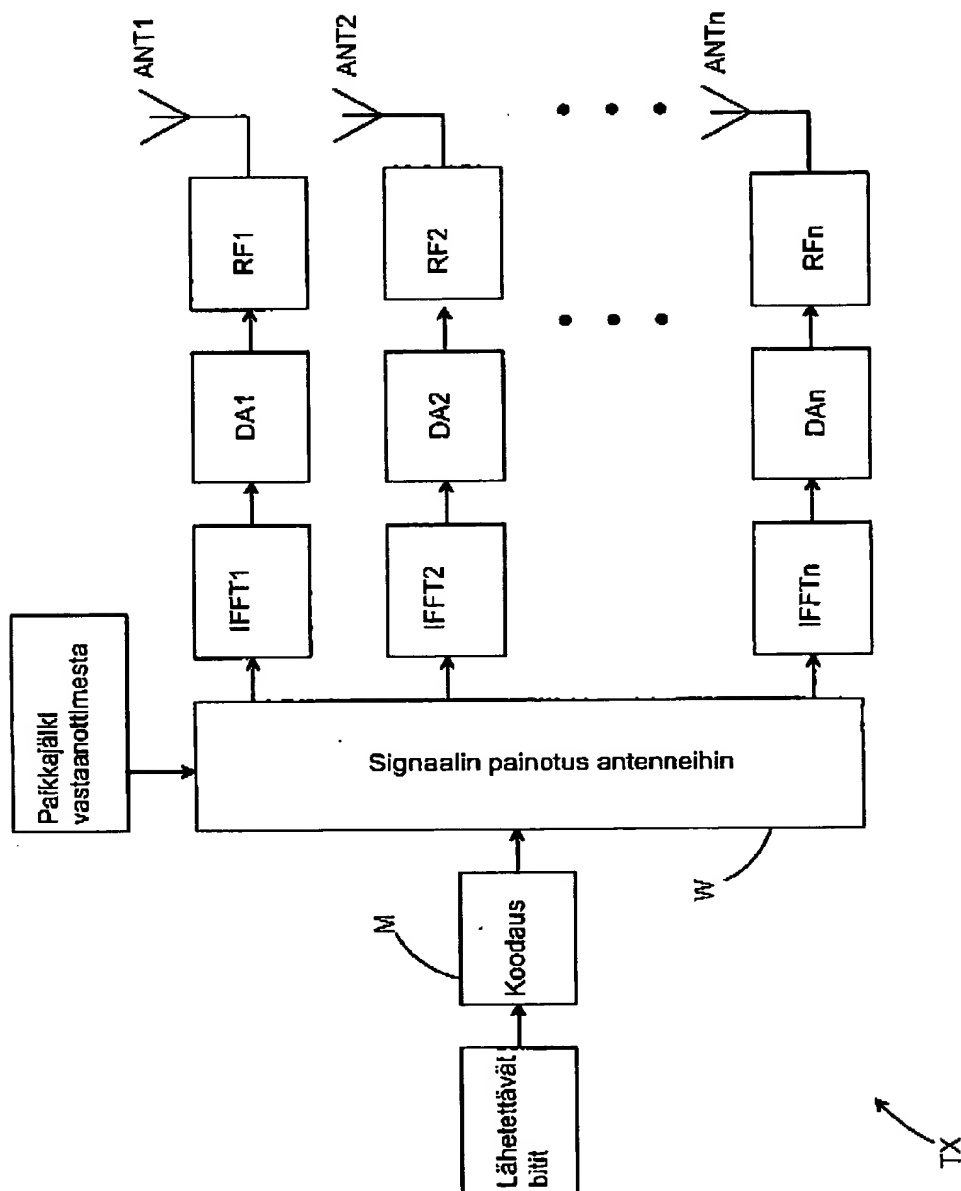 Lähetettävät
bitit
Koodaus
M
Paikkajälki
vastaanottimesta
Signaalin painotus antenneihin
W
IFFT1
DA1
RF1
ANT1
IFFT2
DA2
RF2
ANT2
IFFTn
DAn
RFn
ANTn
TX